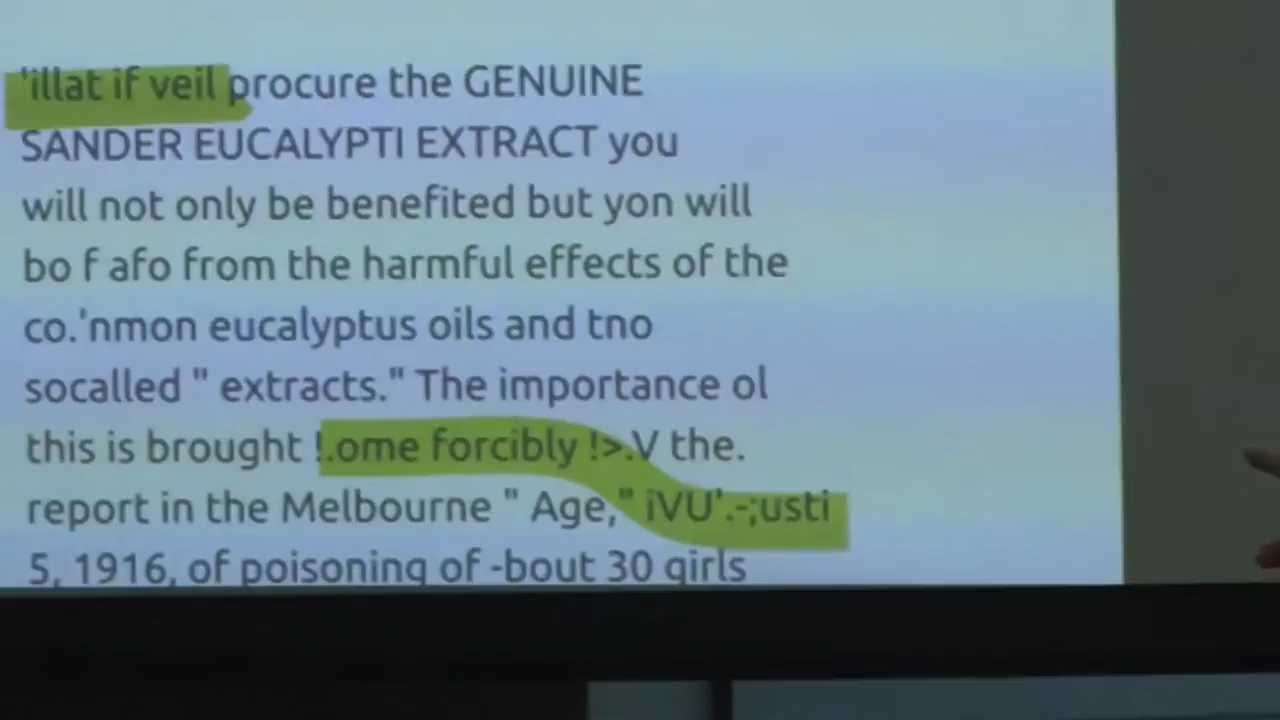 'illat if veil procure the GENUINE
SANDER EUCALYPTI EXTRACT you
will not only be benefited but yon will
bo f afo from the harmful effects of the
co.'nmon eucalyptus oils and tno
socalled " extracts." The importance ol
this is brought !.ome forcibly !>.V the.
report in the Melbourne " Age," iVU'.-;usti
5, 1916, of poisoning of -bout 30 girls